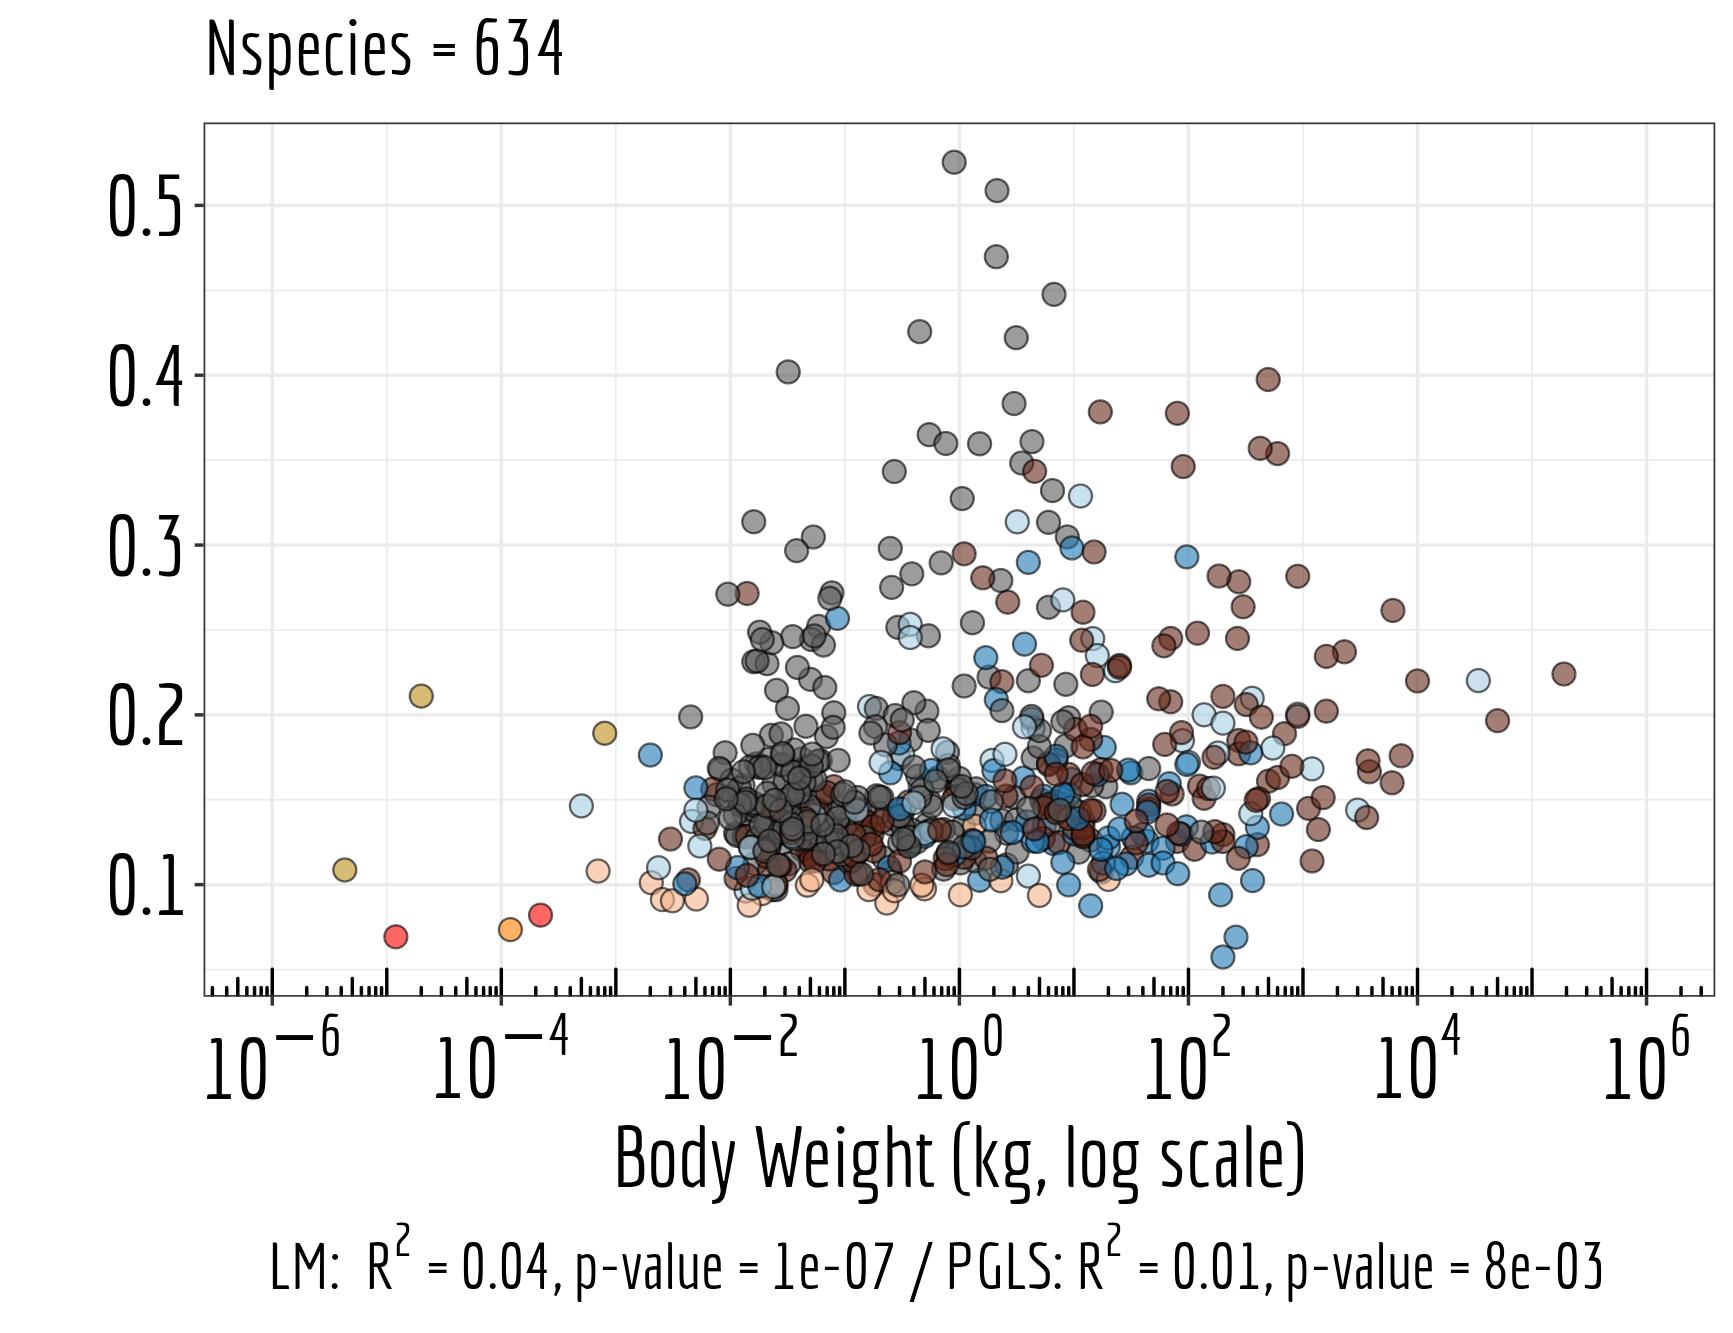 Nspecies = 634
0.5
0.4
0.3
0.2
0.1
10⁻⁶ 10⁻⁴ 10⁻² 10⁰ 10² 10⁴ 10⁶
Body Weight (kg, log scale)
LM: R² = 0.04, p-value = 1e-07 / PGLS: R² = 0.01, p-value = 8e-03